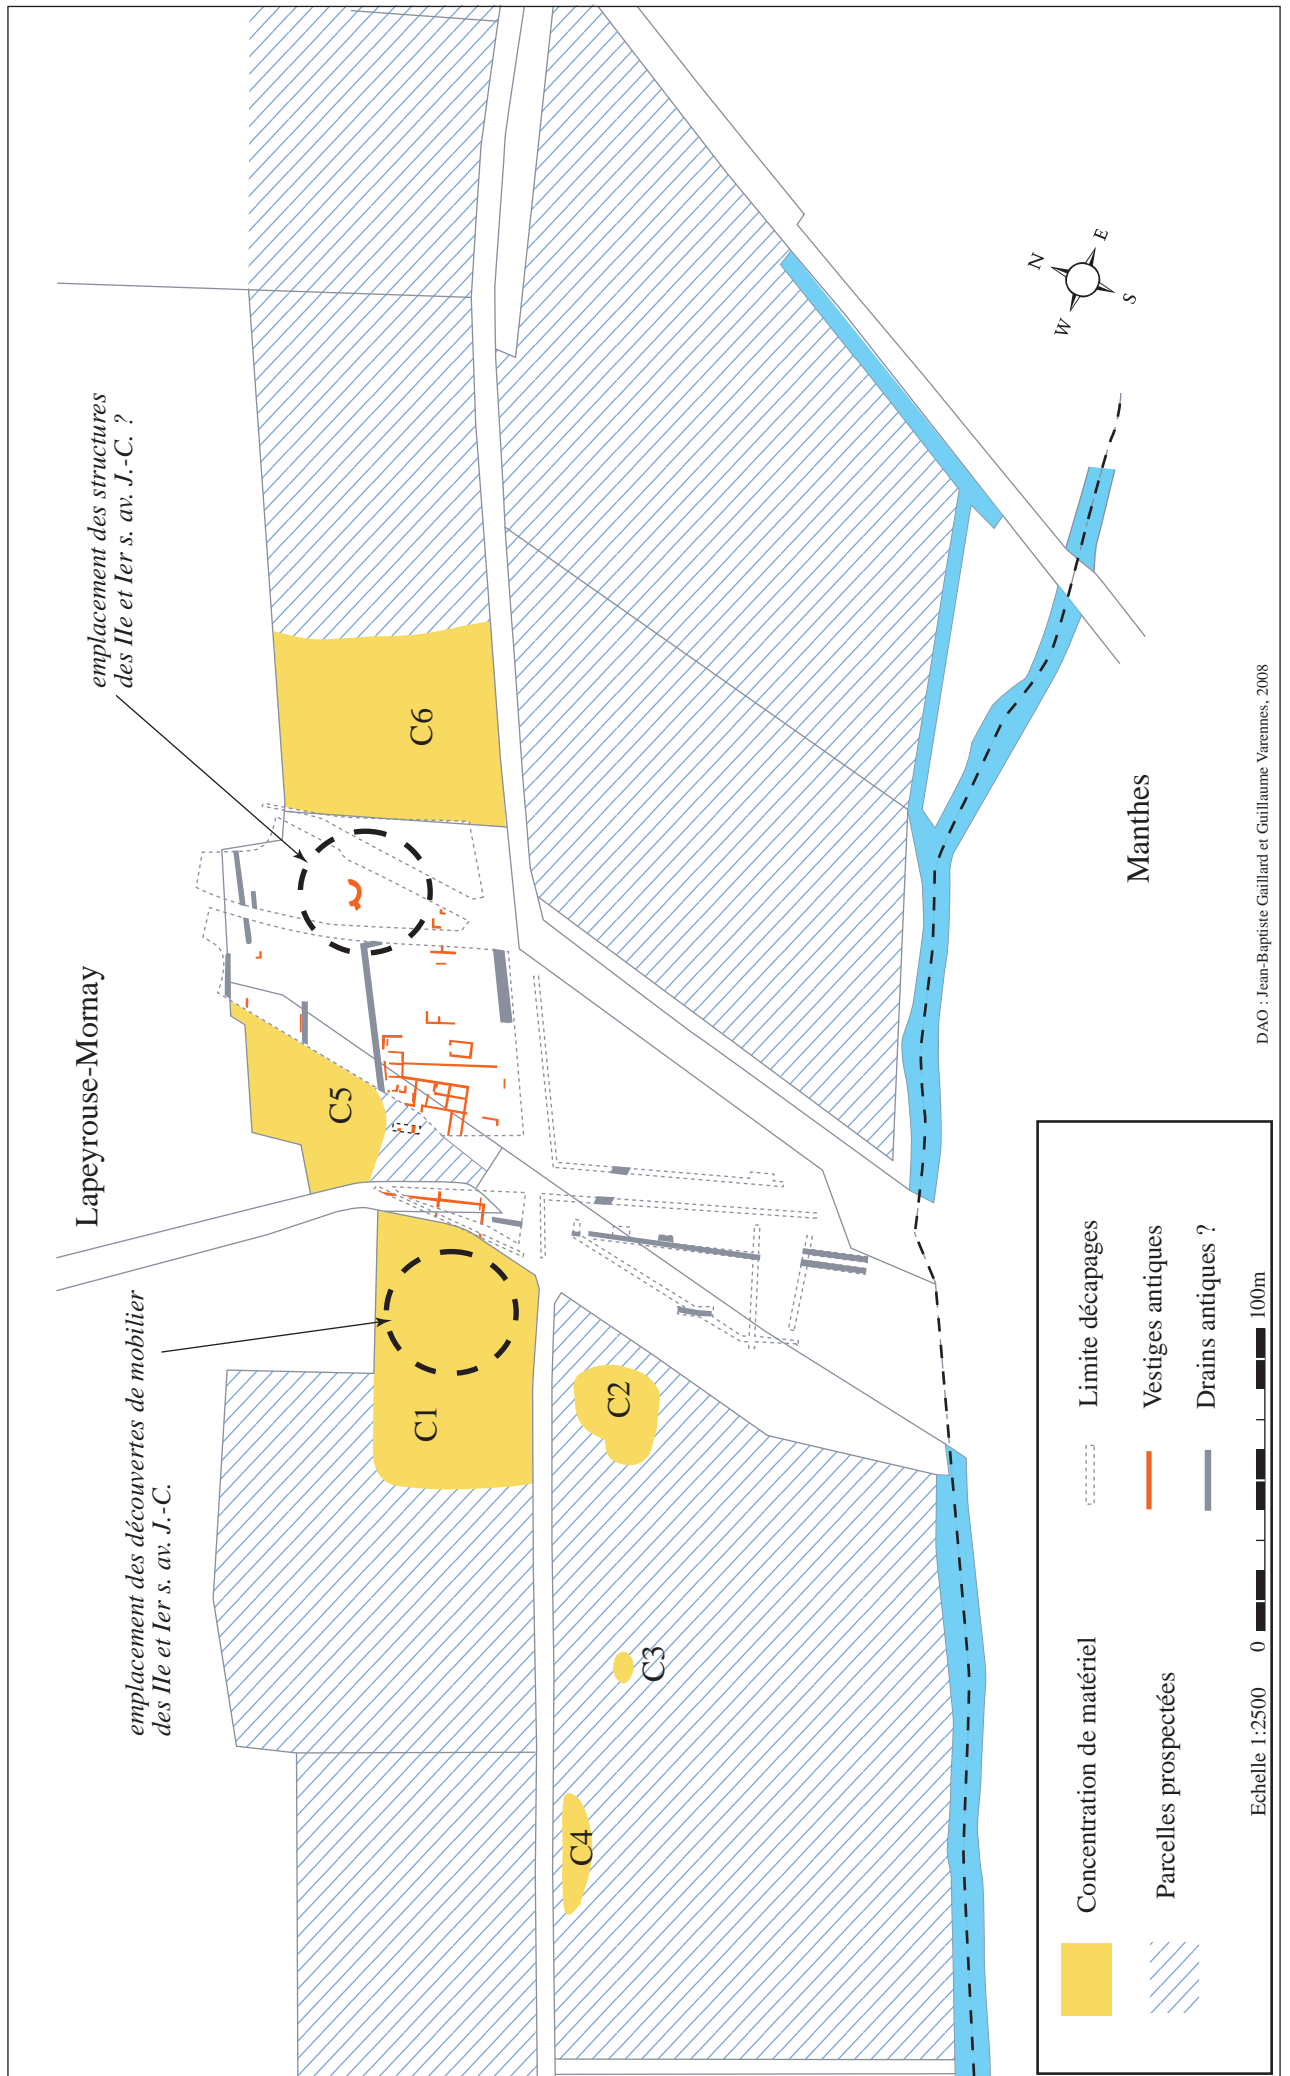 Lapeyrouse-Mornay
emplacement des découvertes de mobilier
des IIe et Ier s. av. J.-C.
emplacement des structures
des IIe et Ier s. av. J.-C. ?
C4
C3
C1
C2
C5
C6
N
E
S
W
Manthes
Concentration de matériel
Parcelles prospectées
Limite décapages
Vestiges antiques
Drains antiques ?
Echelle 1:2500
0
100m
DAO : Jean-Baptiste Gaillard et Guillaume Varennes, 2008